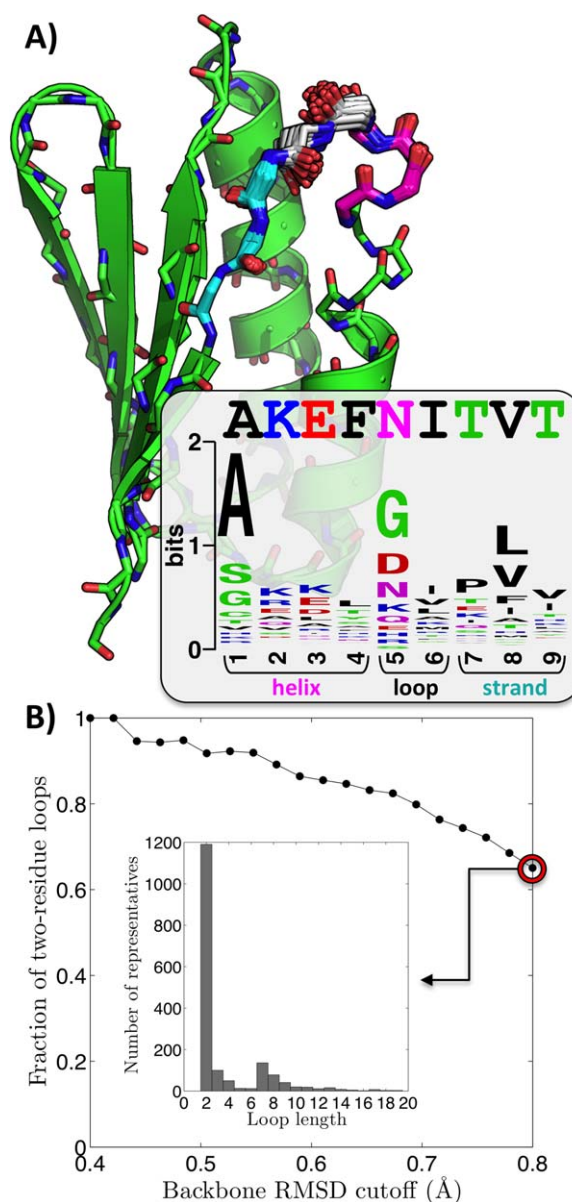 A)
AKEFNITVT
2
bits
1
0
A
S
G
K
R
E
K
E
D
L
G
D
N
K
Q
E
H
R
I
V
L
P
T
E
K
L
V
F
I
A
V
I
T
1 2 3 4 5 6 7 8 9
helix loop strand
B)
Fraction of two-residue loops
1
0.8
0.6
0.4
0.2
0
Number of representatives
1200
1000
800
600
400
200
0
0 2 4 6 8 10 12 14 16 18 20
Loop length
0.4 0.5 0.6 0.7 0.8
Backbone RMSD cutoff (Å)